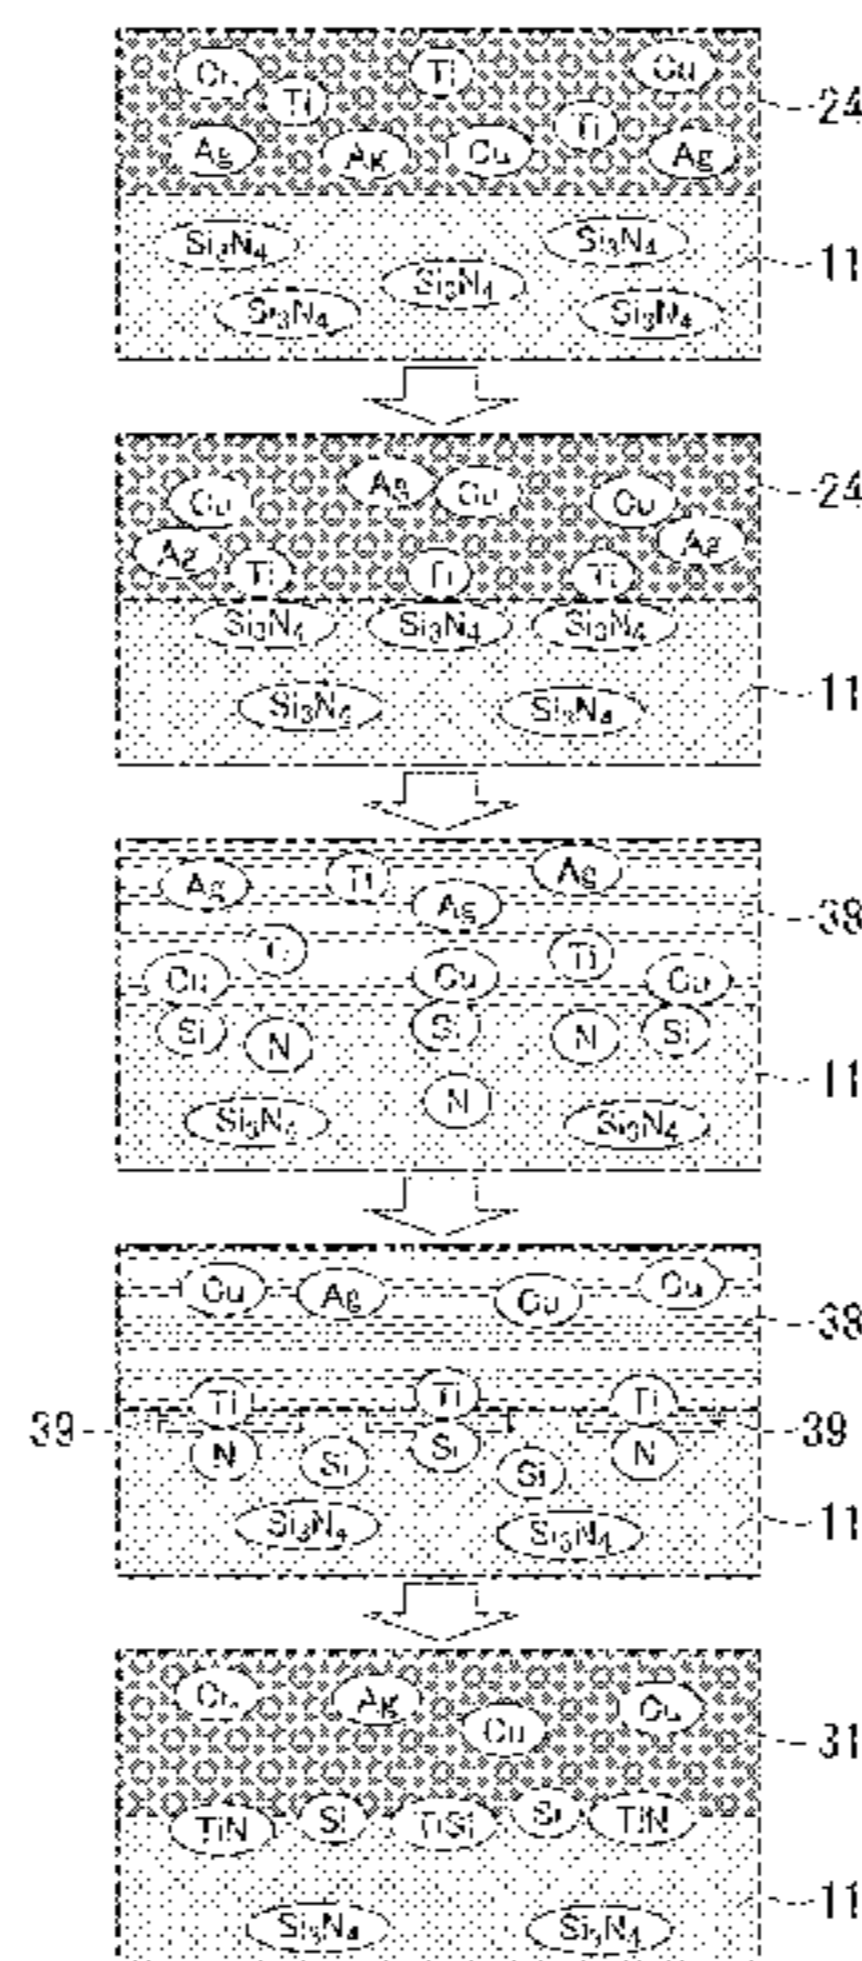 Cu Ti Ti Cu 24
Ag Ag Cu Ti Ag
Si₃N₄ Si₃N₄ 11
Si₃N₄ Si₃N₄ Si₃N₄
Cu Ag Cu Cu 24
Ag Ti Ti Ti Ag
Si₃N₄ Si₃N₄ Si₃N₄
Si₃N₄ Si₃N₄ 11
Ag Ti Ag Ag 38
Cu Cu Ti Cu
Si N Si N Si
N 11
Si₃N₄ Si₃N₄
Cu Ag Cu Cu 38
Ti Ti Ti
39 39
N Si Si Si N
Si₃N₄ Si₃N₄ 11
Cu Ag Cu Cu 31
TiN Si TiSi Si TiN
Si₃N₄ Si₃N₄ 11